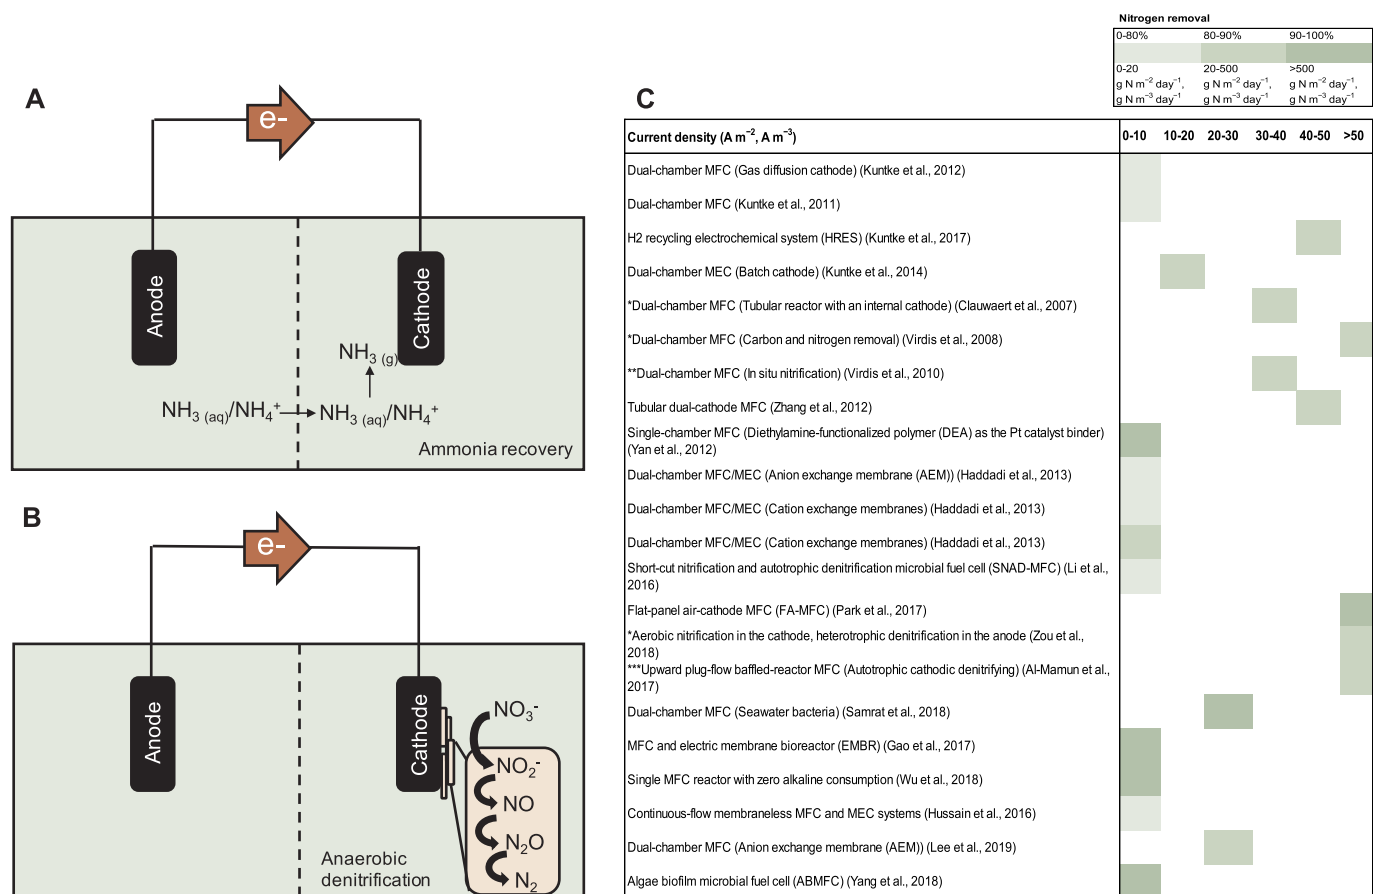 Nitrogen removal
0-80% 80-90% 90-100%
0-20 20-500 >500
g N m⁻² day⁻¹, g N m⁻² day⁻¹, g N m⁻² day⁻¹,
g N m⁻³ day⁻¹ g N m⁻³ day⁻¹ g N m⁻³ day⁻¹
A
e-
Anode
Cathode
NH₃ (g)
NH₃ (aq)/NH₄⁺ NH₃ (aq)/NH₄⁺
Ammonia recovery
B
e-
Anode
Cathode
NO₃⁻
NO₂⁻
NO
N₂O
N₂
Anaerobic
denitrification
C
Current density (A m⁻², A m⁻³) 0-10 10-20 20-30 30-40 40-50 >50
Dual-chamber MFC (Gas diffusion cathode) (Kuntke et al., 2012)
Dual-chamber MFC (Kuntke et al., 2011)
H2 recycling electrochemical system (HRES) (Kuntke et al., 2017)
Dual-chamber MEC (Batch cathode) (Kuntke et al., 2014)
*Dual-chamber MFC (Tubular reactor with an internal cathode) (Clauwaert et al., 2007)
*Dual-chamber MFC (Carbon and nitrogen removal) (Virdis et al., 2008)
**Dual-chamber MFC (In situ nitrification) (Virdis et al., 2010)
Tubular dual-cathode MFC (Zhang et al., 2012)
Single-chamber MFC (Diethylamine-functionalized polymer (DEA) as the Pt catalyst binder)
(Yan et al., 2012)
Dual-chamber MFC/MEC (Anion exchange membrane (AEM)) (Haddadi et al., 2013)
Dual-chamber MFC/MEC (Cation exchange membranes) (Haddadi et al., 2013)
Dual-chamber MFC/MEC (Cation exchange membranes) (Haddadi et al., 2013)
Short-cut nitrification and autotrophic denitrification microbial fuel cell (SNAD-MFC) (Li et al.,
2016)
Flat-panel air-cathode MFC (FA-MFC) (Park et al., 2017)
*Aerobic nitrification in the cathode, heterotrophic denitrification in the anode (Zou et al.,
2018)
***Upward plug-flow baffled-reactor MFC (Autotrophic cathodic denitrifying) (Al-Mamun et al.,
2017)
Dual-chamber MFC (Seawater bacteria) (Samrat et al., 2018)
MFC and electric membrane bioreactor (EMBR) (Gao et al., 2017)
Single MFC reactor with zero alkaline consumption (Wu et al., 2018)
Continuous-flow membraneless MFC and MEC systems (Hussain et al., 2016)
Dual-chamber MFC (Anion exchange membrane (AEM)) (Lee et al., 2019)
Algae biofilm microbial fuel cell (ABMFC) (Yang et al., 2018)